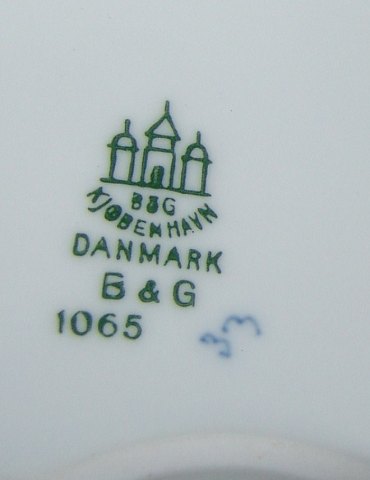 B&G
KJØBENHAVN
DANMARK
B & G
1065
33